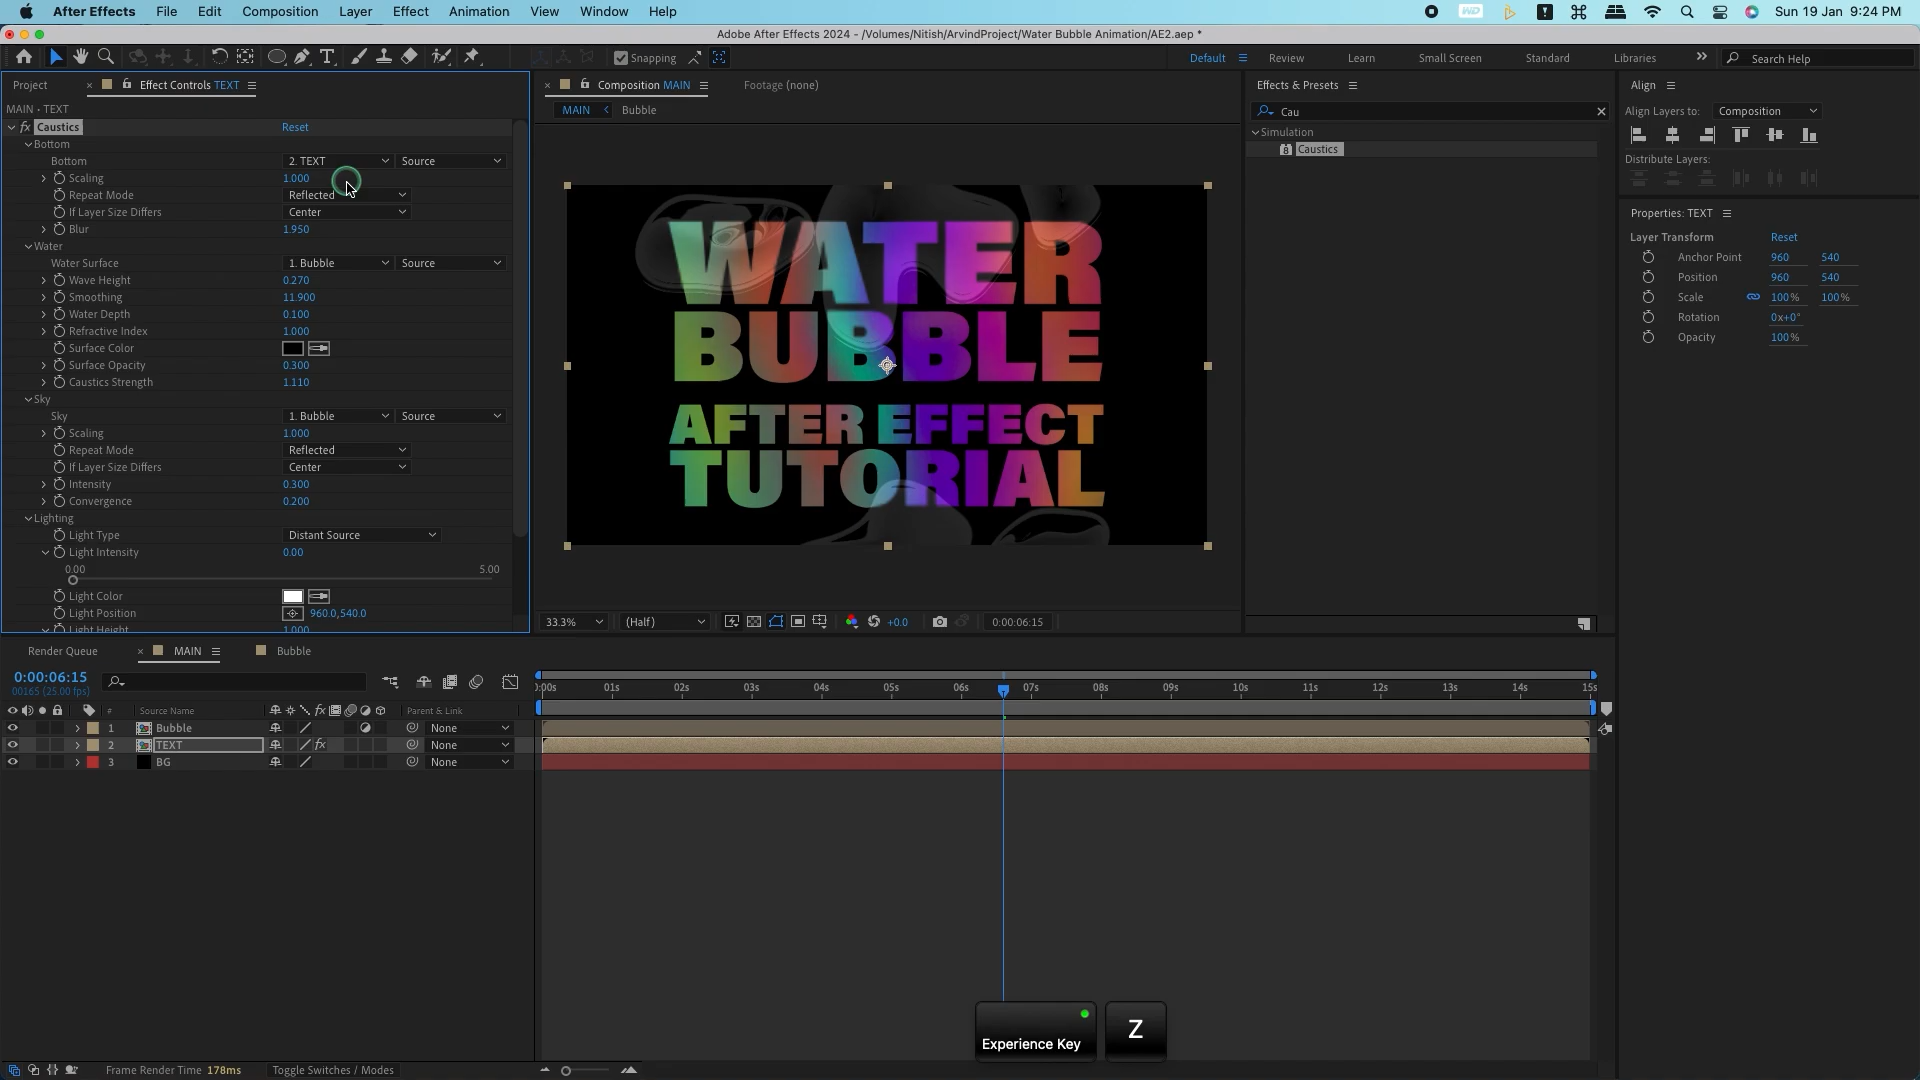 After Effects File Edit Composition Layer Effect Animation View Window Help Sun 19 Jan 9:24 PM
Adobe After Effects 2024 - /Volumes/Nitish/ArvindProject/Water Bubble Animation/AE2.aep *
Snapping Default Review Learn Small Screen Standard Libraries Search Help
Project Effect Controls TEXT
MAIN • TEXT
fx Caustics Reset
Bottom
Bottom 2. TEXT Source
Scaling 1.000
Repeat Mode Reflected
If Layer Size Differs Center
Blur 1.950
Water
Water Surface 1. Bubble Source
Wave Height 0.270
Smoothing 11.900
Water Depth 0.100
Refractive Index 1.000
Surface Color
Surface Opacity 0.300
Caustics Strength 1.110
Sky
Sky 1. Bubble Source
Scaling 1.000
Repeat Mode Reflected
If Layer Size Differs Center
Intensity 0.300
Convergence 0.200
Lighting
Light Type Distant Source
Light Intensity 0.00
0.00 5.00
Light Color
Light Position 960.0,540.0
Light Height 1.000
Composition MAIN Footage (none)
MAIN Bubble
WATER
BUBBLE
AFTER EFFECT
TUTORIAL
33.3% (Half) +0.0 0:00:06:15
Effects & Presets
Cau
Simulation
8 Caustics
Align
Align Layers to: Composition
Distribute Layers:
Properties: TEXT
Layer Transform Reset
Anchor Point 960 540
Position 960 540
Scale 100% 100%
Rotation 0x+0°
Opacity 100%
Render Queue MAIN Bubble
0:00:06:15
00165 (25.00 fps)
# Source Name fx Parent & Link
1 Bubble None
2 TEXT fx None
3 BG None
0:00s 01s 02s 03s 04s 05s 06s 07s 08s 09s 10s 11s 12s 13s 14s 15s
Experience Key Z
Frame Render Time 178ms Toggle Switches / Modes